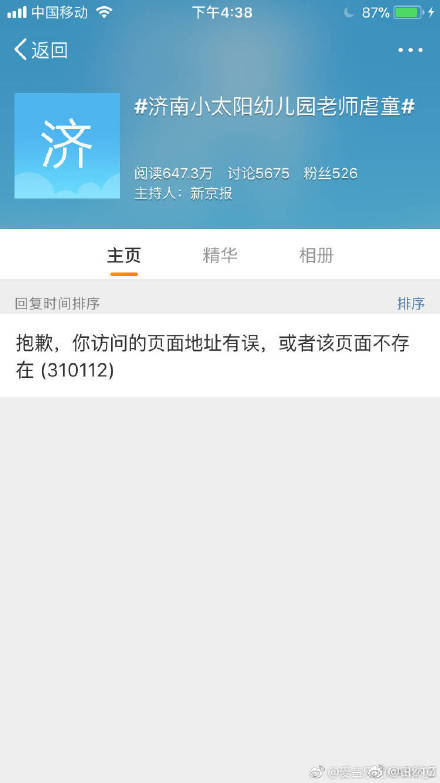 中国移动 下午4:38 87%
返回
#济南小太阳幼儿园老师虐童#
济
阅读647.3万 讨论5675 粉丝526
主持人：新京报
主页 精华 相册
回复时间排序 排序
抱歉，你访问的页面地址有误，或者该页面不存
在 (310112)